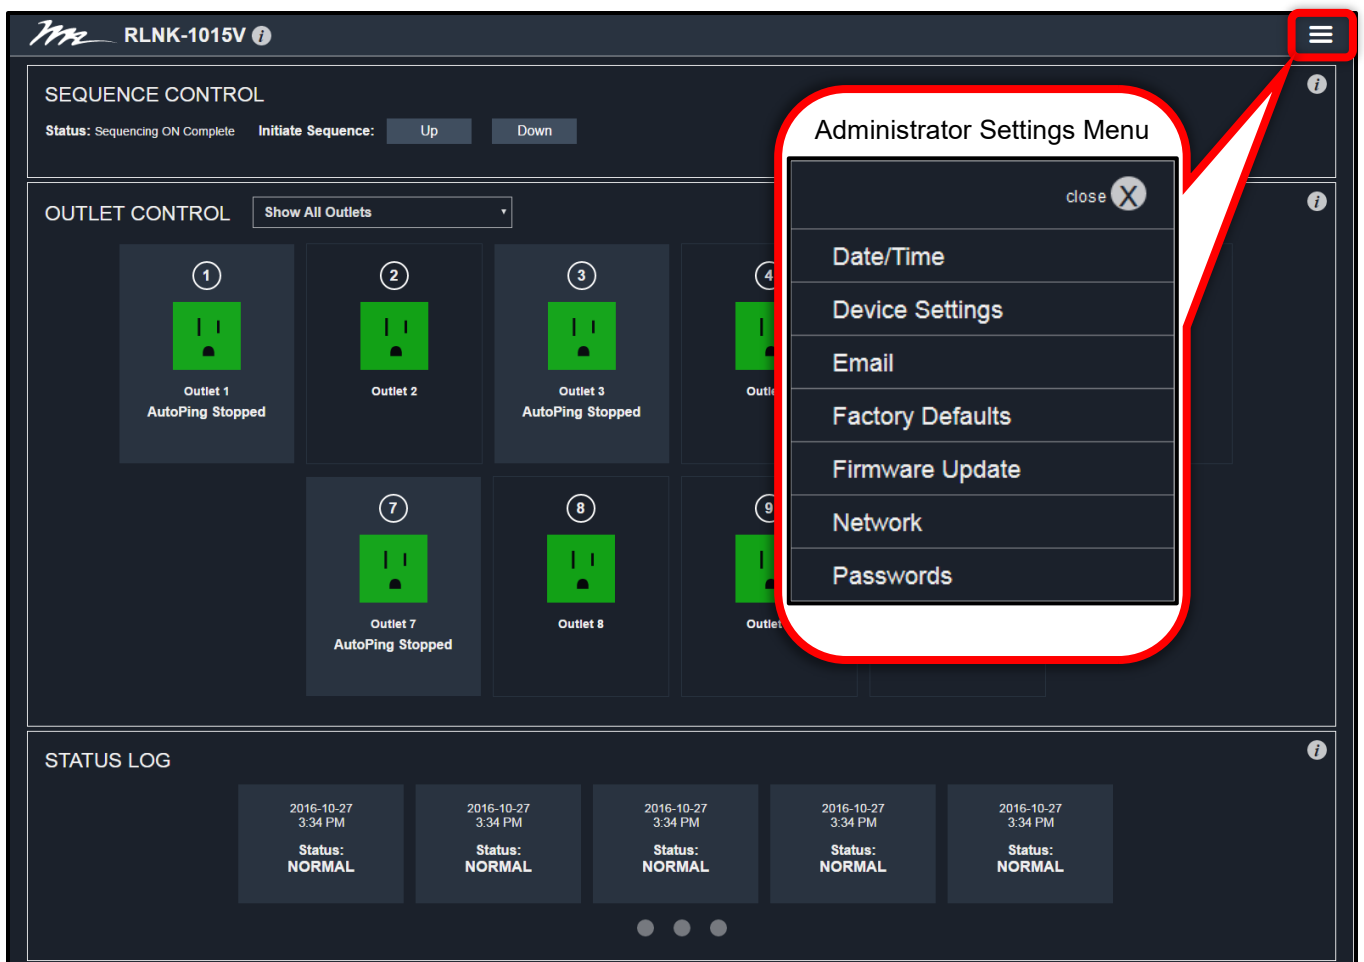 RLNK-1015V i
SEQUENCE CONTROL
i
Status: Sequencing ON Complete Initiate Sequence: Up Down
Administrator Settings Menu
close X
Date/Time
Device Settings
Email
Factory Defaults
Firmware Update
Network
Passwords
OUTLET CONTROL Show All Outlets
i
1
2
3
4
Outlet 1
Outlet 2
Outlet 3
AutoPing Stopped
AutoPing Stopped
7
8
9
Outlet 7
Outlet 8
Outlet
AutoPing Stopped
STATUS LOG
i
2016-10-27
3:34 PM
Status:
NORMAL
2016-10-27
3:34 PM
Status:
NORMAL
2016-10-27
3:34 PM
Status:
NORMAL
2016-10-27
3:34 PM
Status:
NORMAL
2016-10-27
3:34 PM
Status:
NORMAL